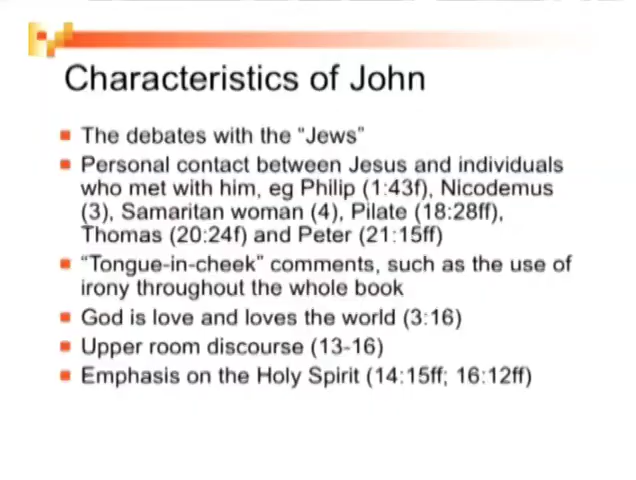 Characteristics of John
The debates with the "Jews"
Personal contact between Jesus and individuals
who met with him, eg Philip (1:43f), Nicodemus
(3), Samaritan woman (4), Pilate (18:28ff),
Thomas (20:24f) and Peter (21:15ff)
"Tongue-in-cheek" comments, such as the use of
irony throughout the whole book
God is love and loves the world (3:16)
Upper room discourse (13-16)
Emphasis on the Holy Spirit (14:15ff; 16:12ff)